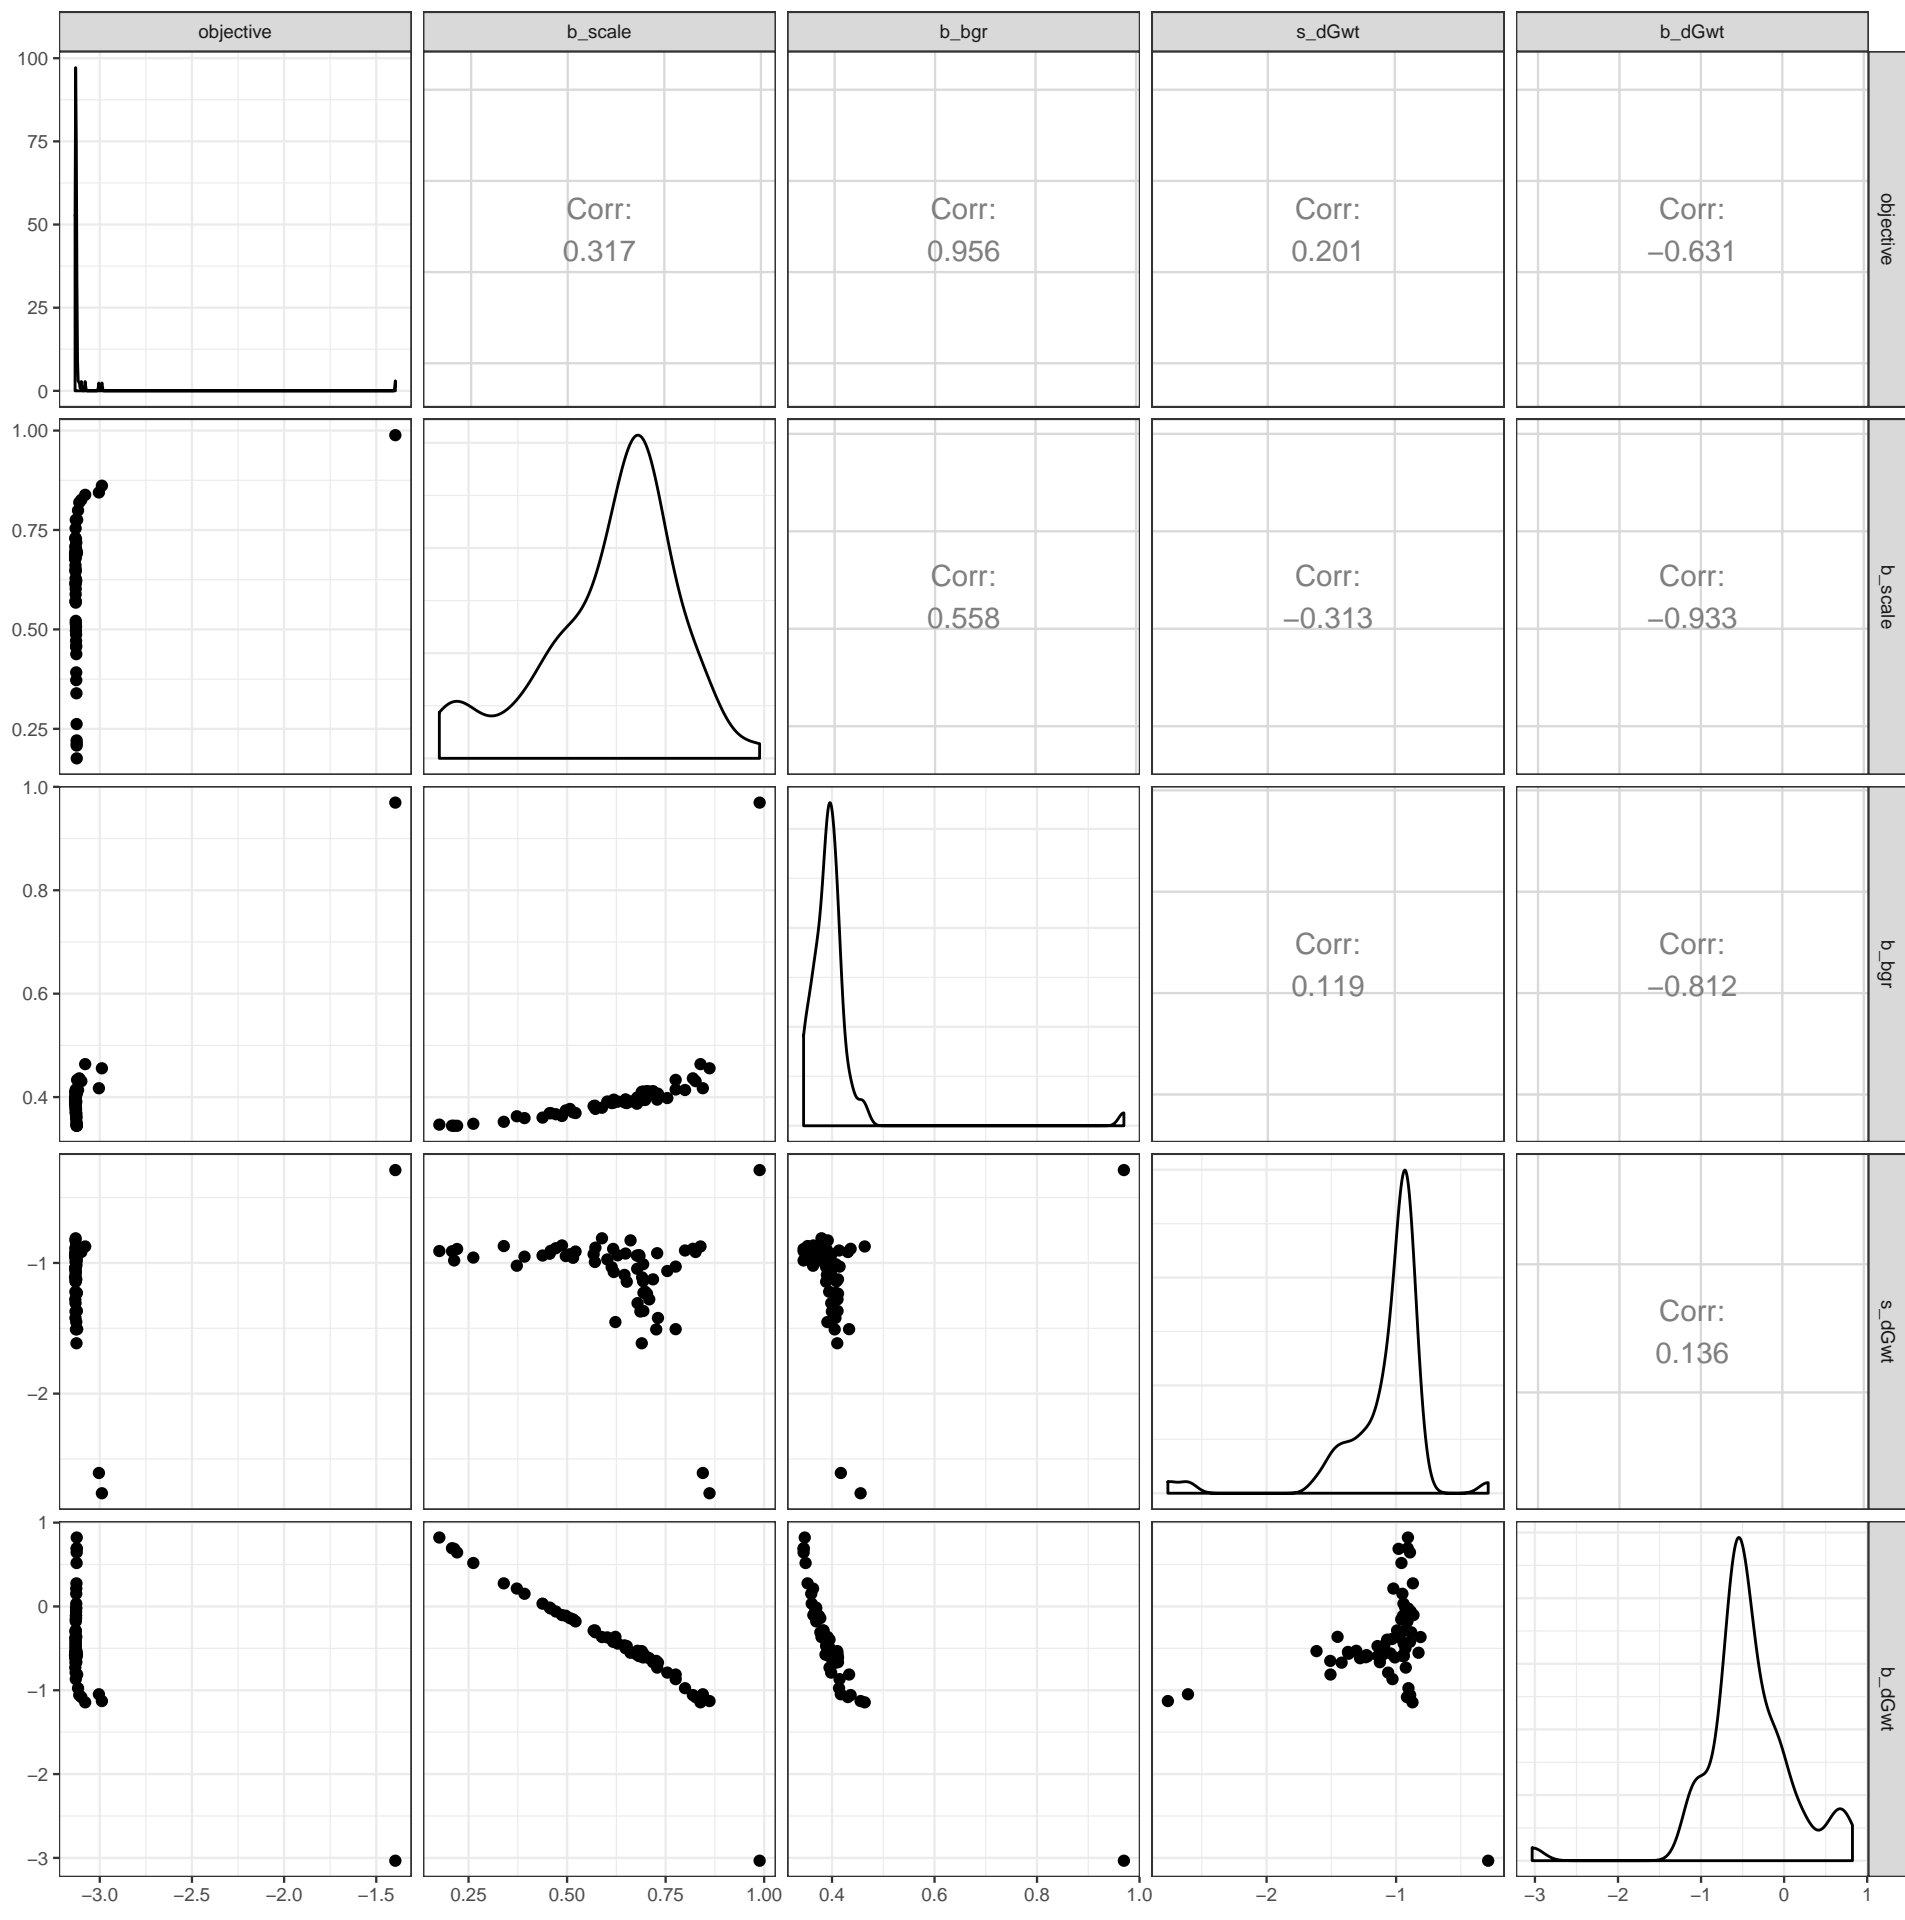 objective
b_scale
b_bgr
s_dGwt
b_dGwt
100
75
50
25
0
Corr:
0.317
Corr:
0.956
Corr:
0.201
Corr:
−0.631
objective
1.00
0.75
0.50
0.25
Corr:
0.558
Corr:
−0.313
Corr:
−0.933
b_scale
1.0
0.8
0.6
0.4
Corr:
0.119
Corr:
−0.812
b_bgr
−1
−2
Corr:
0.136
s_dGwt
1
0
−1
−2
−3
b_dGwt
−3.0 −2.5 −2.0 −1.5
0.25 0.50 0.75 1.00
0.4 0.6 0.8 1.0
−2 −1
−3 −2 −1 0 1